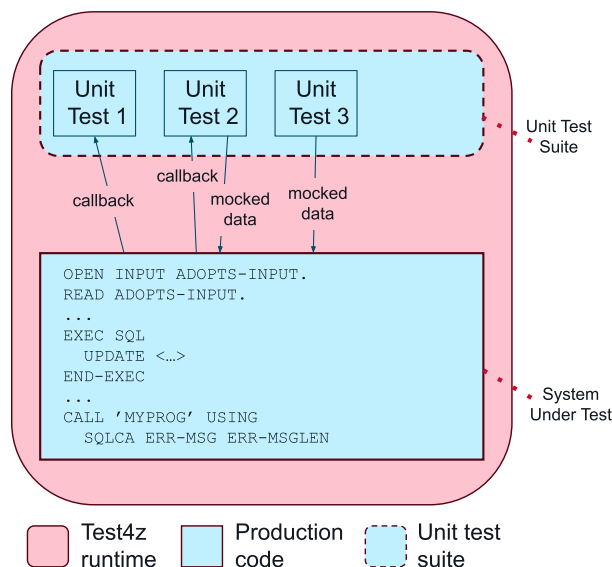 Unit
Test 1
Unit
Test 2
Unit
Test 3
Unit Test
Suite
callback
callback
mocked
data
mocked
data
OPEN INPUT ADOPTS-INPUT.
READ ADOPTS-INPUT.
...
EXEC SQL
UPDATE <…>
END-EXEC
...
CALL ’MYPROG’ USING
SQLCA ERR-MSG ERR-MSGLEN
System
Under Test
Test4z
runtime
Production
code
Unit test
suite